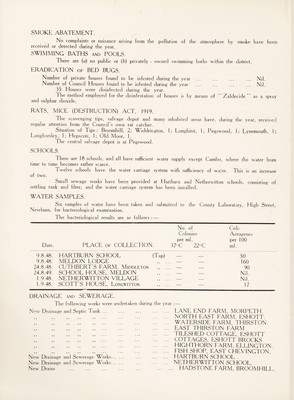 SMOKE ABATEMENT.
No complaints or nuisance arising from the pollution of the atmosphere by smoke have been
received or detected during the year.
SWIMMING BATHS AND POOLS.
There are (a) no public or (b) privately - owned swimming baths within the district.
ERADICATION OF BED BUGS.
Number of private houses found to be infested during the year ... ... ... ... Nil.
Number of Council Houses found to be infested during the year ... ... ... Nil.
Houses were disinfected during the year.
The method employed for the disinfestation of houses is by means of "Zaldecide" as a spray
and sulphur dioxide.
RATS, MICE (DESTRUCTION) ACT, 1919.
The scavenging tips, salvage depot and many inhabited areas have, during the year, received
regular attention from the Council's own rat catcher.
Situation of Tips : Broomhill, 2; Widdrington, 1; Longhirst, 1; Pegswood, 1; Lynemouth, 1;
Longhorsley, 1; Hepscott, 1; Old Moor, 1.
The central salvage depot is at Pegswood.
SCHOOLS.
There are 18 schools, and all have sufficient water supply except Cambo, where the water from
time to time becomes rather scarce.
Twelve schools have the water carriage system with sufficiency of water. This is an increase
of two.
Small sewage works have been provided at Hartburn and Netherwitton schools, consisting of
settling tank and filter, and the water carriage system has been installed.
WATER SAMPLES.
Six samples of water have been taken and submitted to the County Laboratory, High Street,
Newburn, for bacteriological examination.
The bacteriological results are as follows :—
No. of Colonies per ml. Coli-Aerogenes per 100 ml.
Date. PLACE OF COLLECTION 37°C 22°C
9.8.48. HARTBURN SCHOOL (Tap) — — 50
9.8.48. MELDON LODGE ... — — 160
24.8.48. CUTHBERT'S FARM, MIDDLETON ... — — 90
24.8.49. SCHOOL HOUSE, MELDON ... — — Nil.
1.9.48. NETHERWITTON VILLAGE ... — — Nil.
1.9.48. SCOTT'S HOUSE, LONGWITTON ... — — 12
DRAINAGE AND SEWERAGE.
The following works were undertaken during the year :—
New Drainage and Septic Tank ... LANE END FARM, MORPETH.
" " " " NORTH EAST FARM, ESHOTT.
" " " " WATERSIDE FARM, THIRSTON.
" " " " EAST THIRSTON FARM
" " " " TILESHED COTTAGE, ESHOTT
" " " " COTTAGES, ESHOTT BROCKS
" " " " HIGHTHORN FARM, ELLINGTON.
" " " " FISH SHOP, EAST CHEVINGTON.
New Drainage and Sewerage Works ... HARTBURN SCHOOL.
New Drainage and Sewerage Works ... NETHERWITTON SCHOOL.
New Drains ... HADSTONE FARM, BROOMHILL.